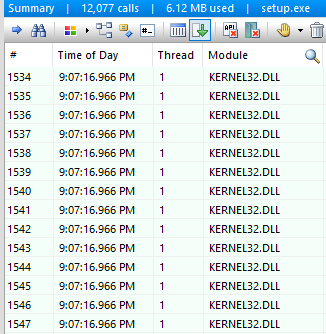 Summary | 12,077 calls | 6.12 MB used | setup.exe
# Time of Day Thread Module
1534 9:07:16.966 PM 1 KERNEL32.DLL
1535 9:07:16.966 PM 1 KERNEL32.DLL
1536 9:07:16.966 PM 1 KERNEL32.DLL
1537 9:07:16.966 PM 1 KERNEL32.DLL
1538 9:07:16.966 PM 1 KERNEL32.DLL
1539 9:07:16.966 PM 1 KERNEL32.DLL
1540 9:07:16.966 PM 1 KERNEL32.DLL
1541 9:07:16.966 PM 1 KERNEL32.DLL
1542 9:07:16.966 PM 1 KERNEL32.DLL
1543 9:07:16.966 PM 1 KERNEL32.DLL
1544 9:07:16.966 PM 1 KERNEL32.DLL
1545 9:07:16.966 PM 1 KERNEL32.DLL
1546 9:07:16.966 PM 1 KERNEL32.DLL
1547 9:07:16.966 PM 1 KERNEL32.DLL